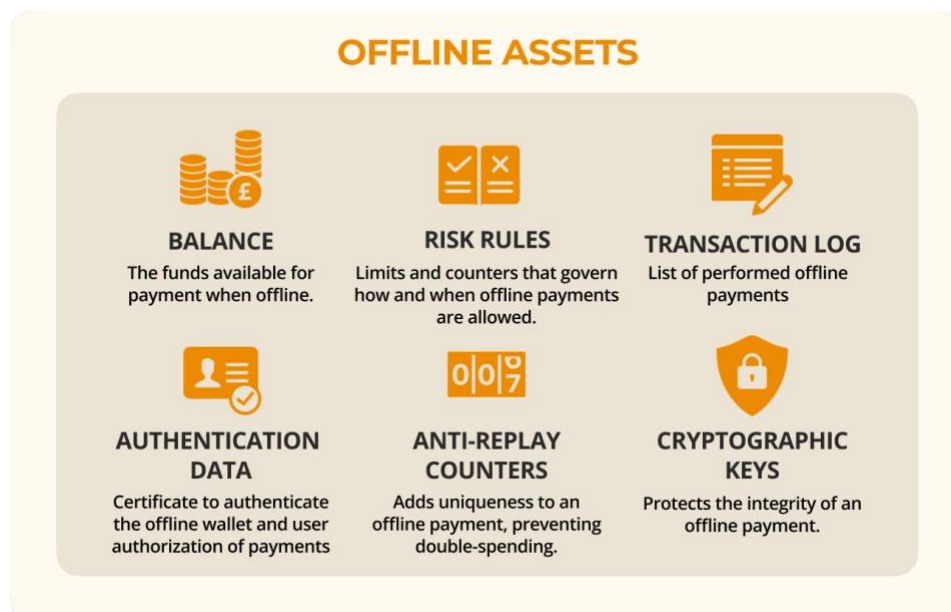 OFFLINE ASSETS
£
BALANCE
The funds available for
payment when offline.
RISK RULES
Limits and counters that govern
how and when offline payments
are allowed.
TRANSACTION LOG
List of performed offline
payments
AUTHENTICATION
DATA
Certificate to authenticate
the offline wallet and user
authorization of payments
007
ANTI-REPLAY
COUNTERS
Adds uniqueness to an
offline payment, preventing
double-spending.
CRYPTOGRAPHIC
KEYS
Protects the integrity of an
offline payment.